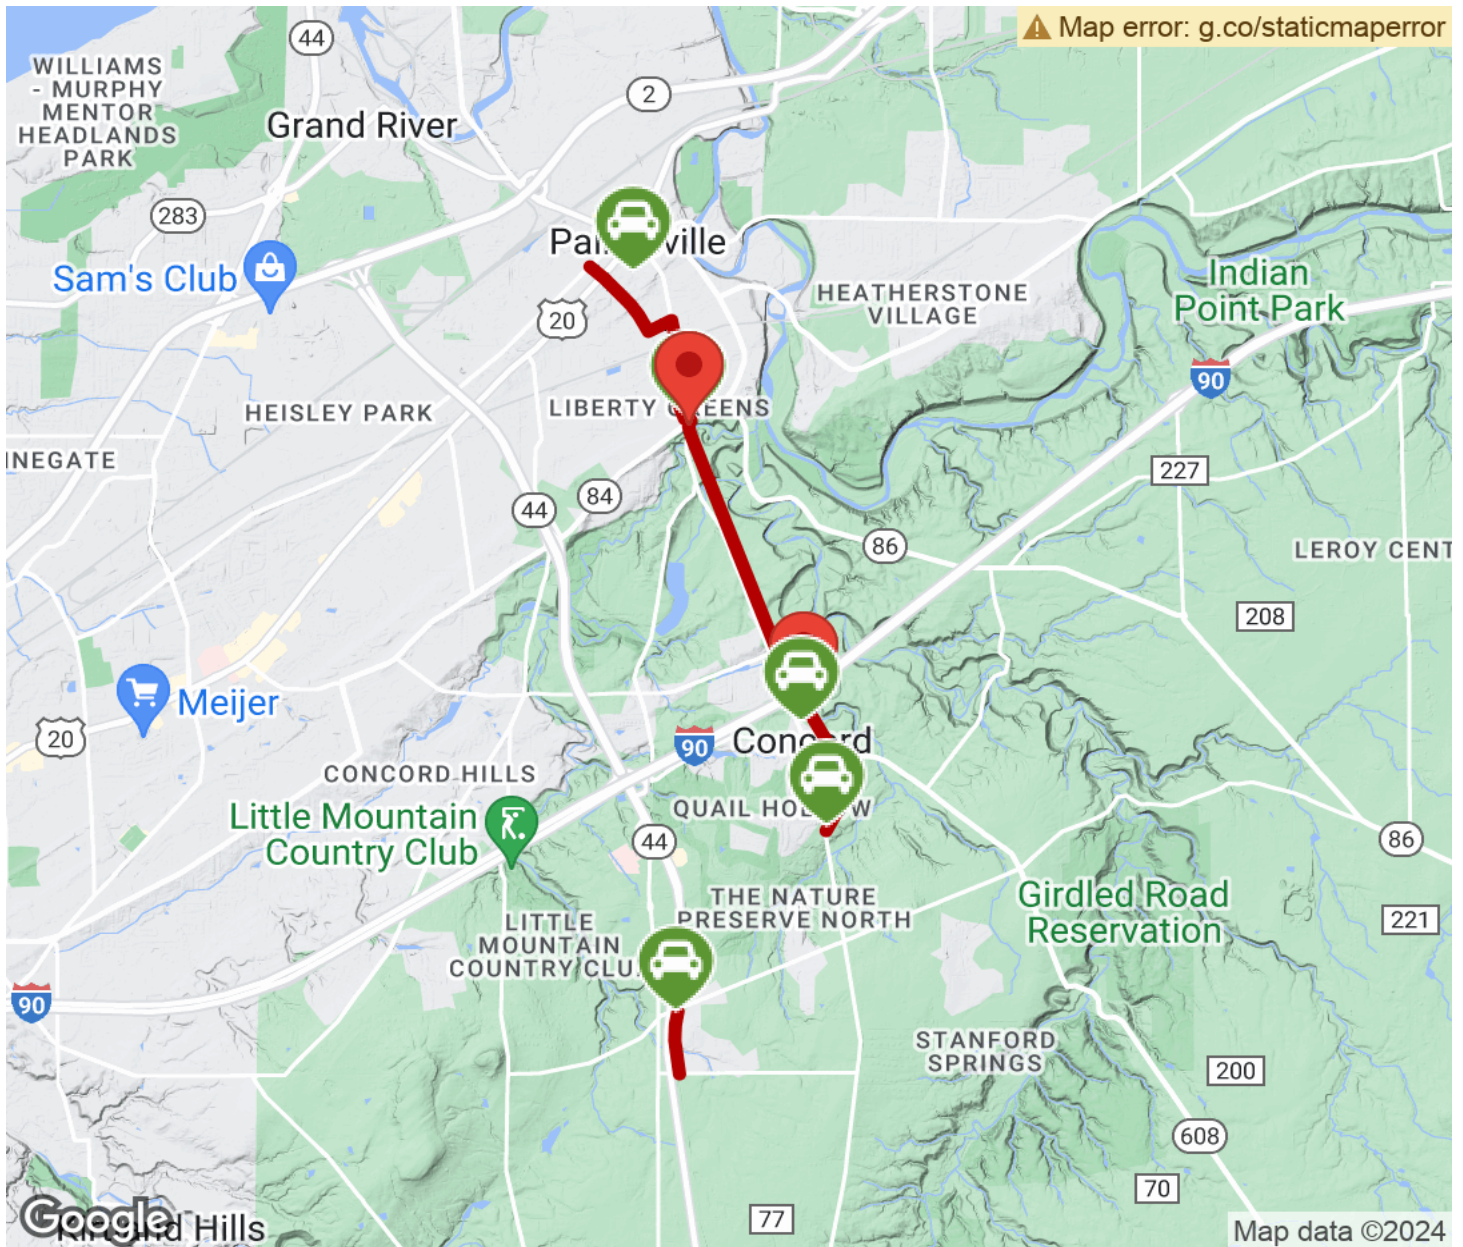 Map error: g.co/staticmaperror
44
WILLIAMS
- MURPHY
MENTOR
HEADLANDS
PARK
2
Grand River
283
Sam's Club
20
HEATHERSTONE
VILLAGE
Indian
Point Park
90
HEISLEY PARK
LIBERTY
INEGATE
227
84
44
86
LEROY CENT
208
Meijer
20
90
Concord
CONCORD HILLS
Little Mountain
Country Club
QUAIL
44
86
THE NATURE
PRESERVE NORTH
Girdled Road
Reservation
221
LITTLE
MOUNTAIN
COUNTRY CLU
90
STANFORD
SPRINGS
200
608
70
77
Google
Hills
Map data ©2024